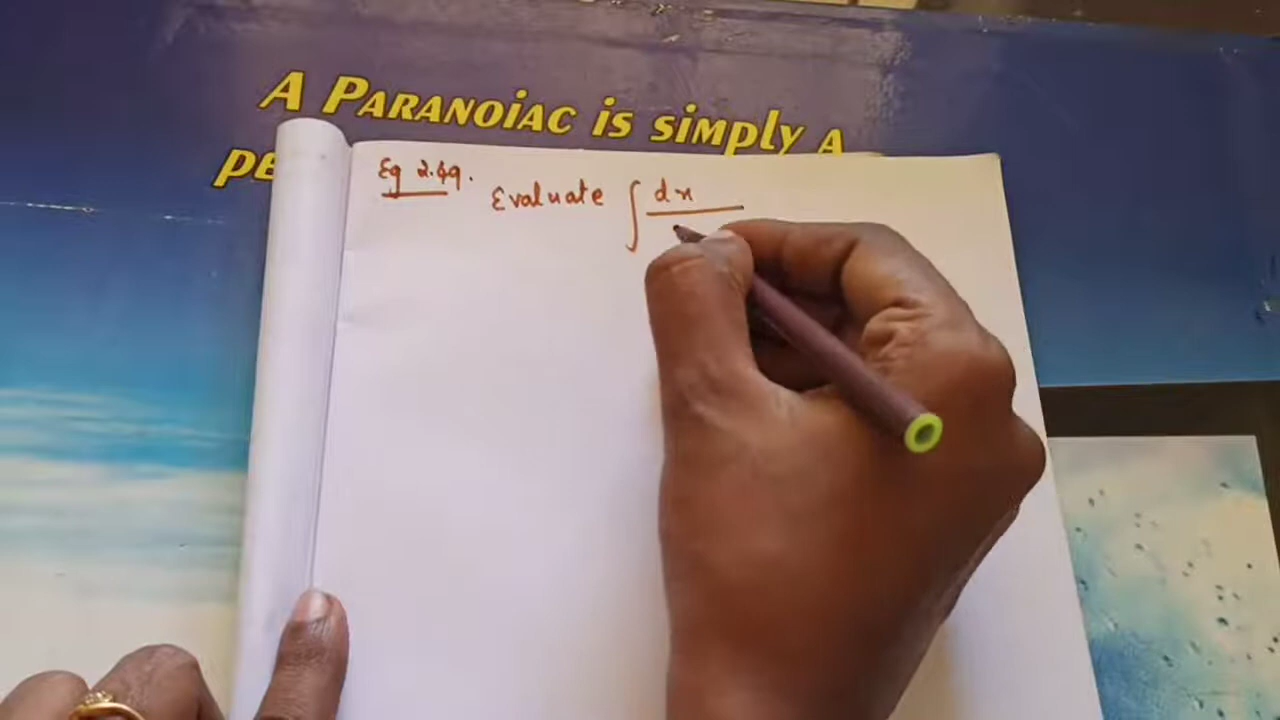 A PARANOiAC is simply A
pe
Eg 2.49.
Evaluate ∫ dx